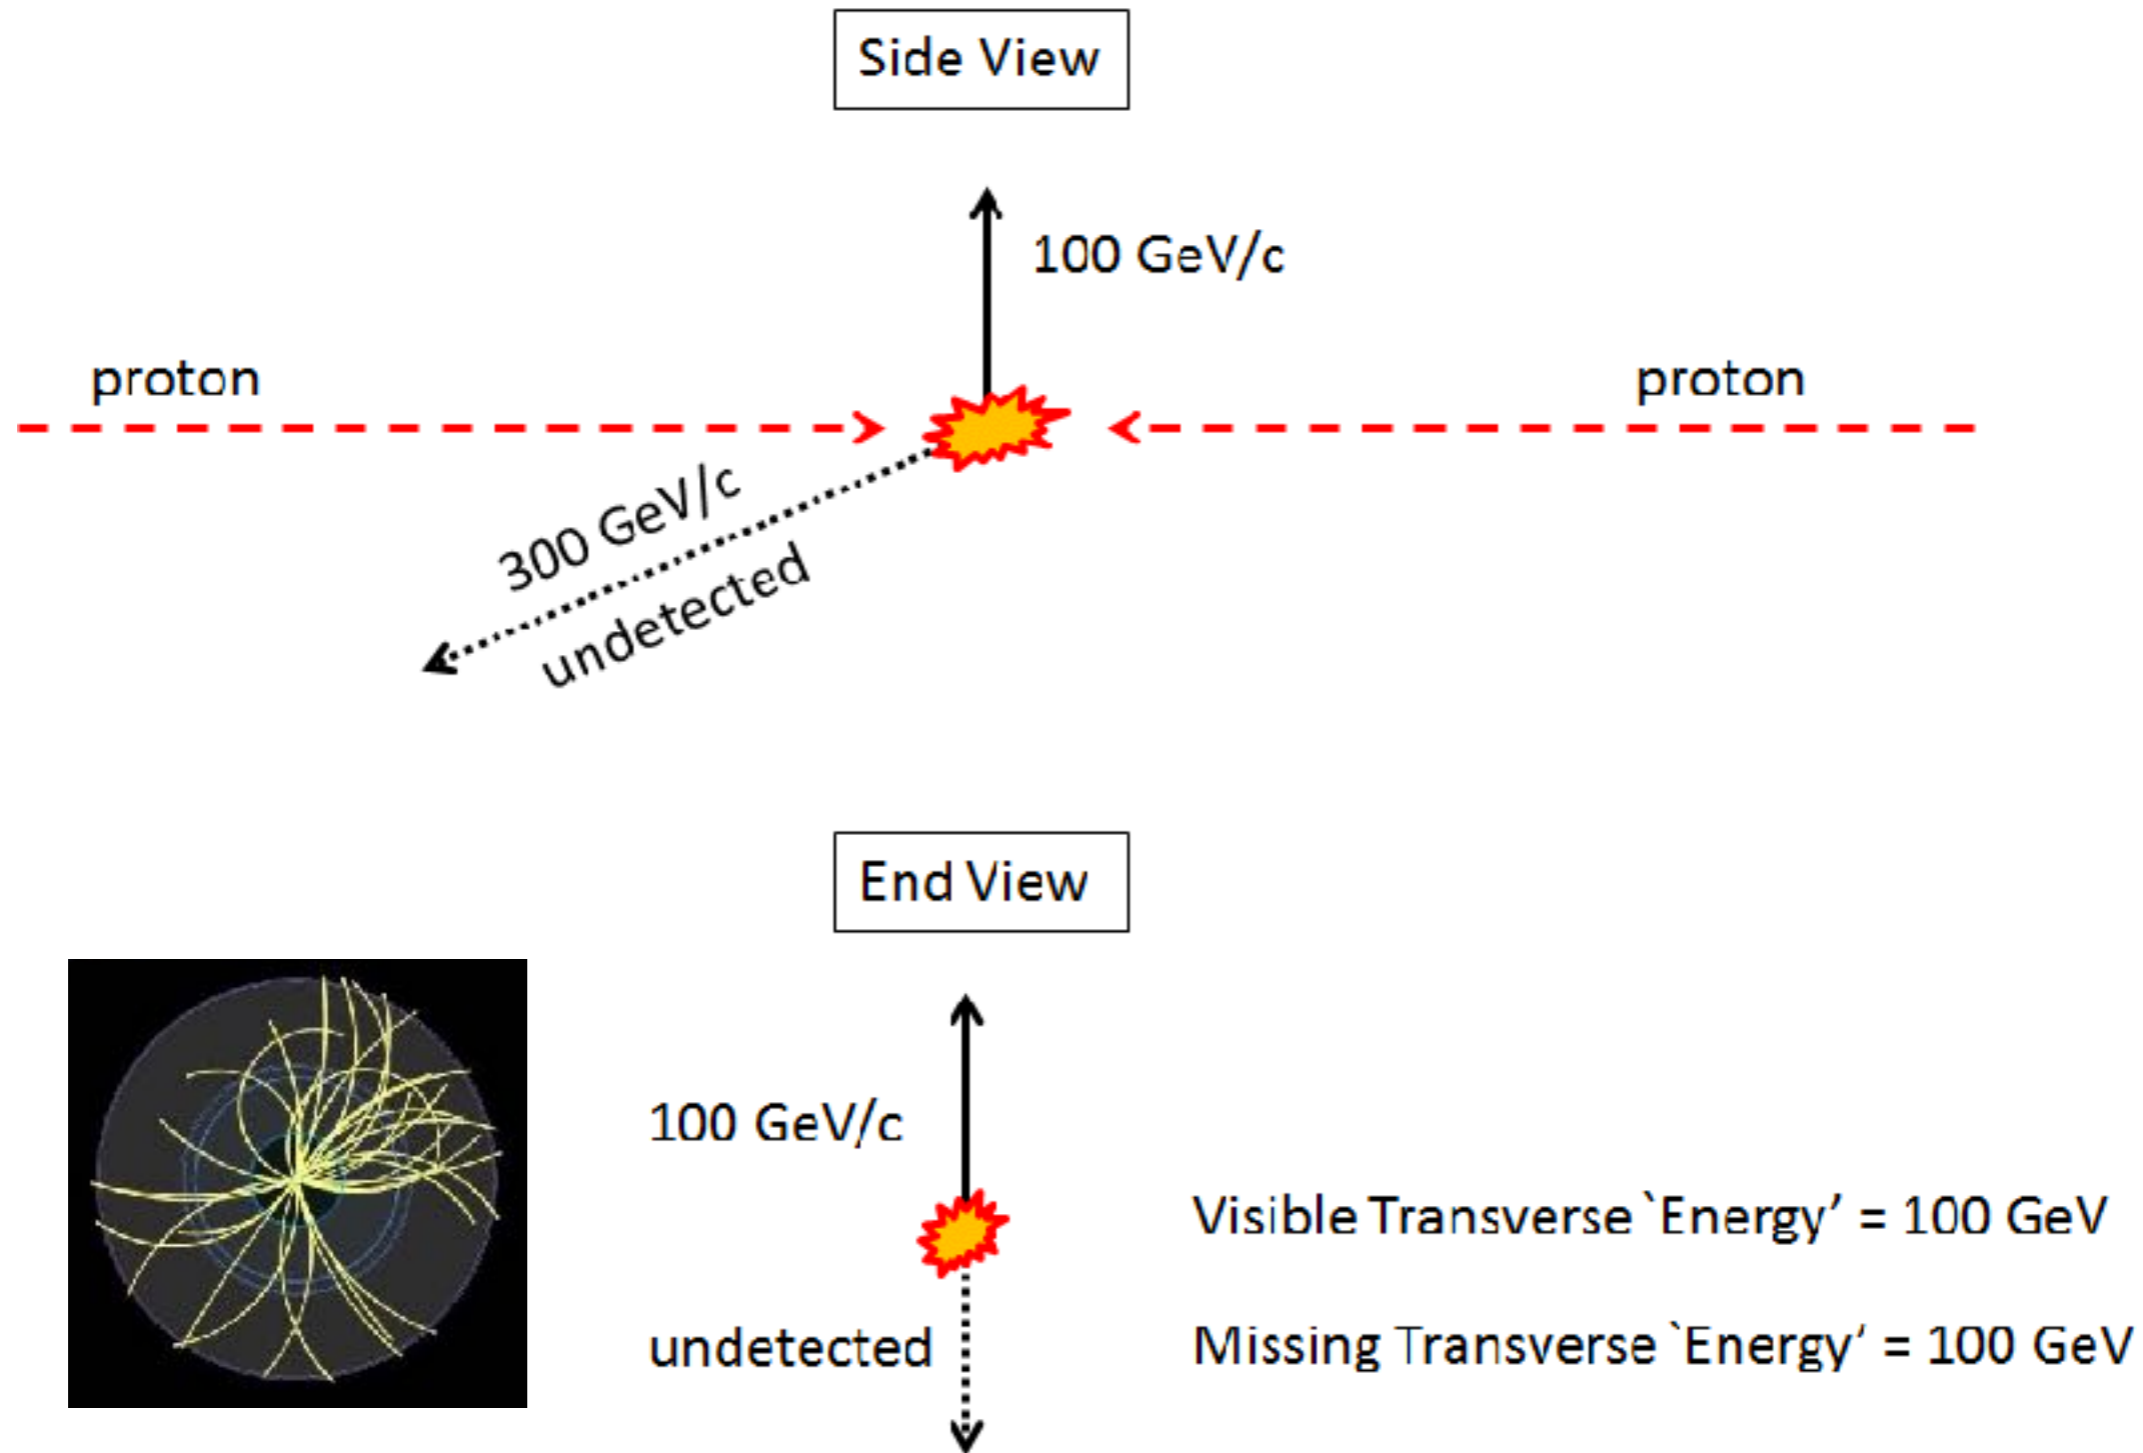 Side View
100 GeV/c
proton
proton
300 GeV/c
undetected
End View
100 GeV/c
Visible Transverse `Energy’ = 100 GeV
undetected
Missing Transverse `Energy’ = 100 GeV